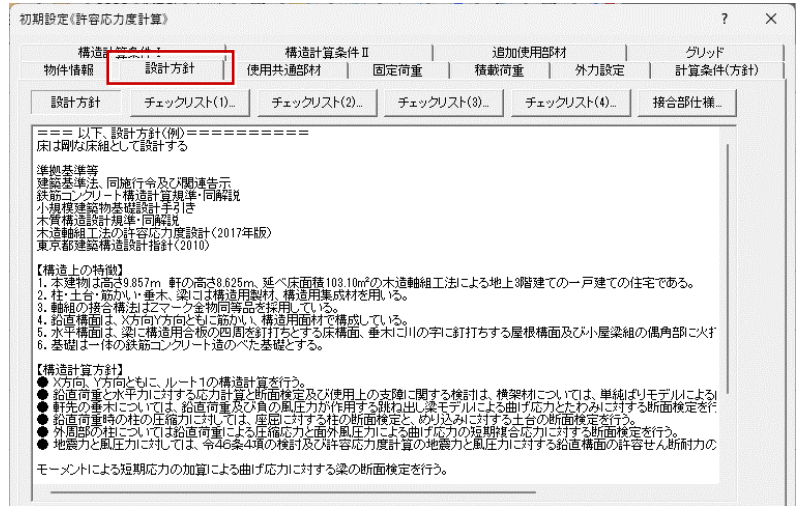 初期設定《許容応力度計算》
構造計算条件Ⅰ 構造計算条件Ⅱ 追加使用部材 グリッド
物件情報 設計方針 使用共通部材 固定荷重 積載荷重 外力設定 計算条件(方針)
設計方針 チェックリスト(1)... チェックリスト(2)... チェックリスト(3)... チェックリスト(4)... 接合部仕様...
=== 以下、設計方針(例)==========
床は剛な床組として設計する
準拠基準等
建築基準法、同施行令及び関連告示
鉄筋コンクリート構造計算規準・同解説
小規模建築物基礎設計手引き
木質構造設計規準・同解説
木造軸組工法の許容応力度設計(2017年版)
東京都建築構造設計指針(2010)
【構造上の特徴】
1. 本建物は高さ9.857m 軒の高さ8.625m、延べ床面積103.10m²の木造軸組工法による地上3階建ての一戸建ての住宅である。
2. 柱・土台・筋かい・垂木、梁には構造用製材、構造用集成材を用いる。
3. 軸組の接合構法はZマーク金物同等品を採用している。
4. 鉛直構面は、X方向Y方向ともに筋かい、構造用面材で構成している。
5. 水平構面は、梁に構造用合板の四周を釘打ちとする床構面、垂木に川の字に釘打ちする屋根構面及び小屋梁組の隅角部に火打
6. 基礎は一体の鉄筋コンクリート造のべた基礎とする。
【構造計算方針】
● X方向、Y方向ともに、ルート1の構造計算を行う。
● 鉛直荷重と水平力に対する応力計算と断面検定及び使用上の支障に関する検討は、横架材については、単純ばりモデルによる
● 軒先の垂木については、鉛直荷重及び負の風圧力が作用する跳ね出し梁モデルによる曲げ応力とたわみに対する断面検定を行
● 鉛直荷重時の柱の圧縮力に対しては、座屈に対する柱の断面検定と、めり込みに対する土台の断面検定を行う。
● 外周部の柱については鉛直荷重による圧縮応力と面外風圧力による曲げ応力の短期複合応力に対する断面検定を行う。
● 地震力と風圧力に対しては、令46条4項の検討及び許容応力度計算の地震力と風圧力に対する鉛直構面の許容せん断耐力の
モーメントによる短期応力の加算による曲げ応力に対する梁の断面検定を行う。